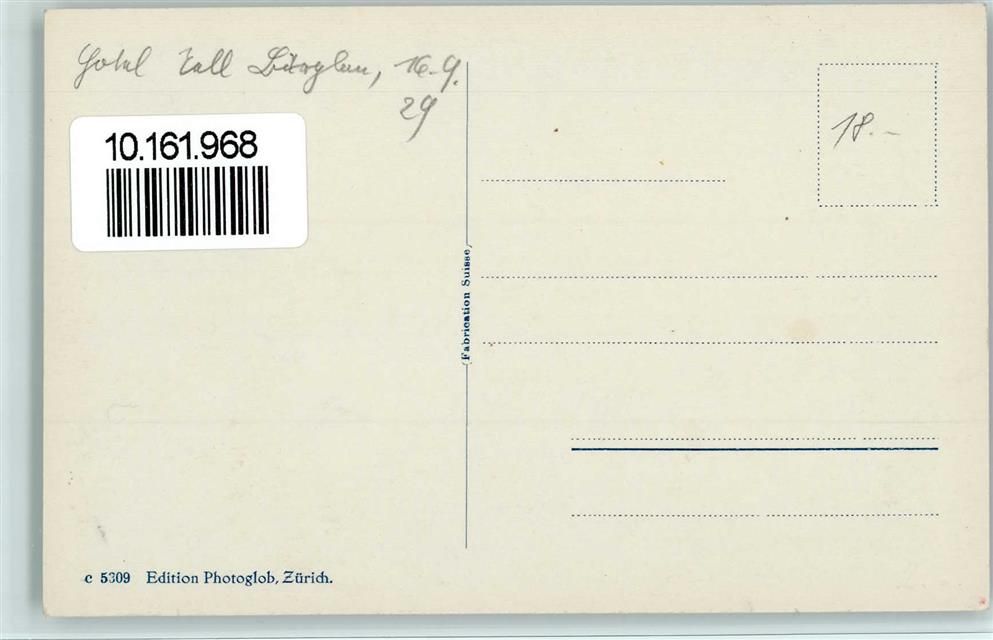 Hotel Tell Bürglen, 16.9.
29
10.161.968
18.-
(Fabrication Suisse)
c 5309 Edition Photoglob, Zürich.